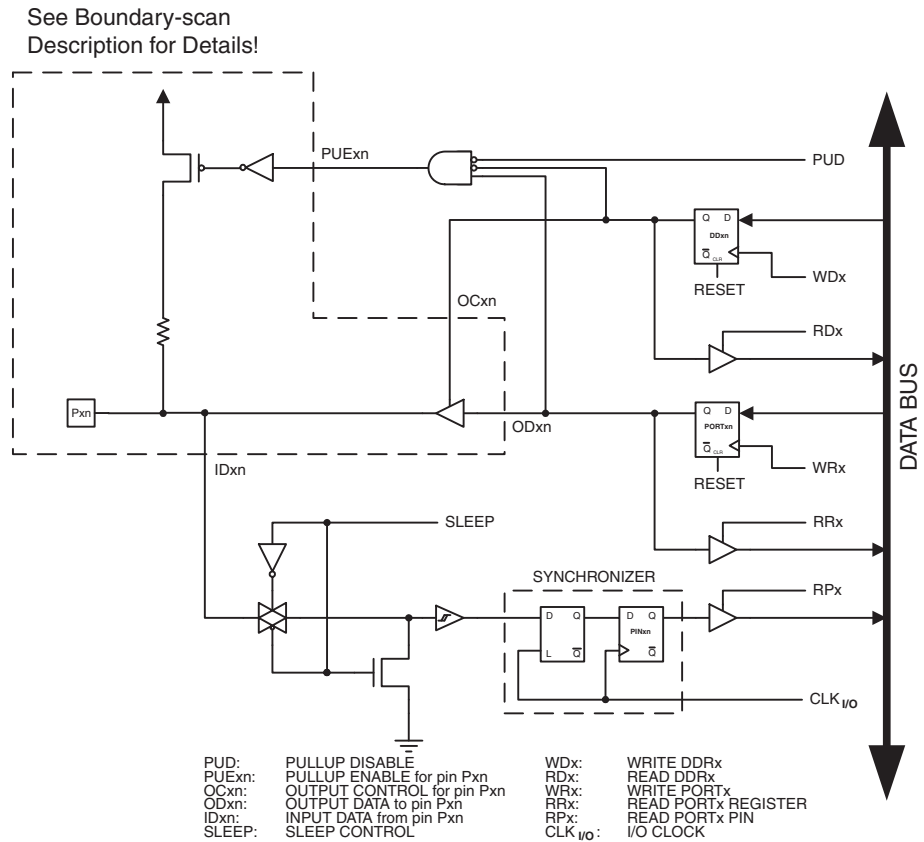 See Boundary-scan
Description for Details!
PUExn
PUD
Q D
DDxn
Q
CLR
WDx
RESET
OCxn
RDx
Pxn
ODxn
Q D
PORTxn
Q
CLR
WRx
RESET
IDxn
SLEEP
RRx
SYNCHRONIZER
RPx
D Q
L Q
D Q
PINxn
Q
CLK I/O
DATA BUS
PUD: PULLUP DISABLE
PUExn: PULLUP ENABLE for pin Pxn
OCxn: OUTPUT CONTROL for pin Pxn
ODxn: OUTPUT DATA to pin Pxn
IDxn: INPUT DATA from pin Pxn
SLEEP: SLEEP CONTROL
WDx: WRITE DDRx
RDx: READ DDRx
WRx: WRITE PORTx
RRx: READ PORTx REGISTER
RPx: READ PORTx PIN
CLK I/O: I/O CLOCK